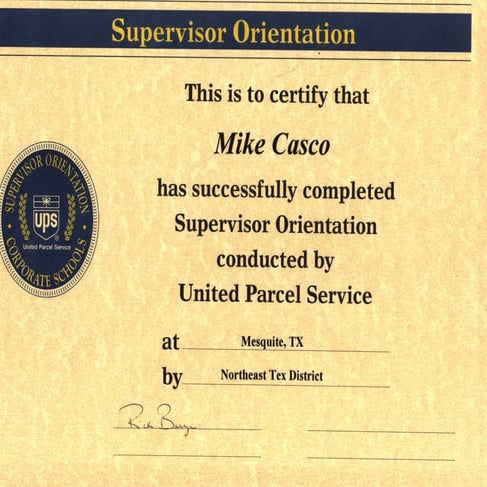 Supervisor Orientation
This is to certify that
Mike Casco
has successfully completed
Supervisor Orientation
conducted by
United Parcel Service
at Mesquite, TX
by Northeast Tex District
SUPERVISOR ORIENTATION
ups
United Parcel Service
CORPORATE SCHOOLS